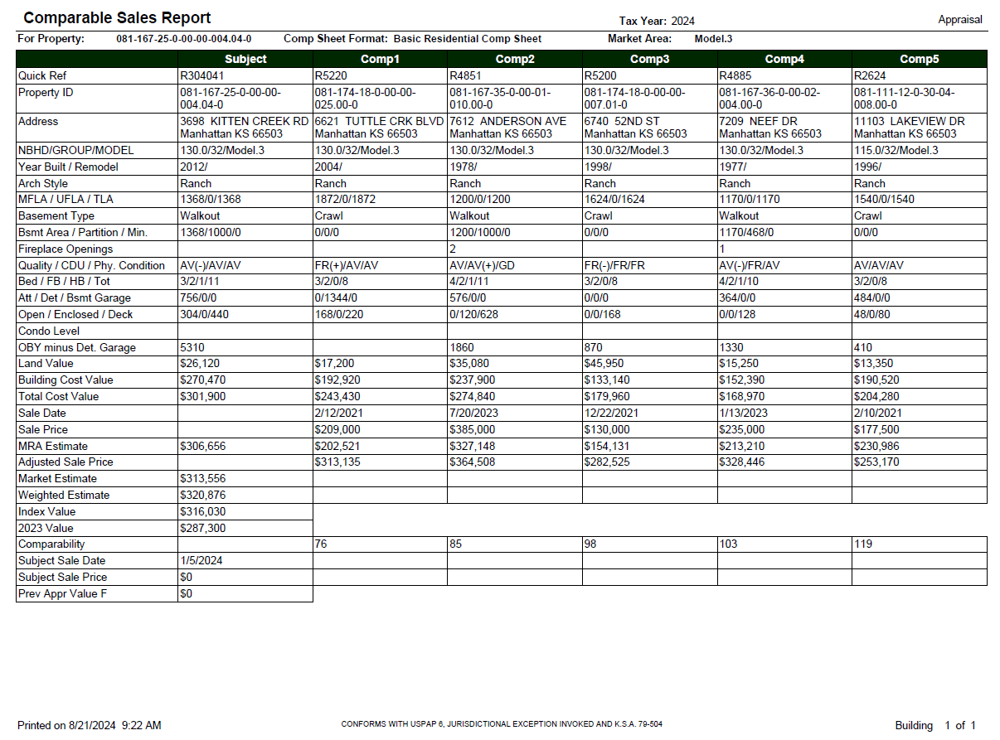 Comparable Sales Report Tax Year: 2024 Appraisal
For Property: 081-167-25-0-00-00-004.04-0 Comp Sheet Format: Basic Residential Comp Sheet Market Area: Model.3
Subject Comp1 Comp2 Comp3 Comp4 Comp5
Quick Ref R304041 R5220 R4851 R5200 R4885 R2624
Property ID 081-167-25-0-00-00- 081-174-18-0-00-00- 081-167-35-0-00-01- 081-174-18-0-00-00- 081-167-36-0-00-02- 081-111-12-0-30-04-
004.04-0 025.00-0 010.00-0 007.01-0 004.00-0 008.00-0
Address 3698 KITTEN CREEK RD 6621 TUTTLE CRK BLVD 7612 ANDERSON AVE 6740 52ND ST 7209 NEEF DR 11103 LAKEVIEW DR
Manhattan KS 66503 Manhattan KS 66503 Manhattan KS 66503 Manhattan KS 66503 Manhattan KS 66503 Manhattan KS 66503
NBHD/GROUP/MODEL 130.0/32/Model.3 130.0/32/Model.3 130.0/32/Model.3 130.0/32/Model.3 130.0/32/Model.3 115.0/32/Model.3
Year Built / Remodel 2012/ 2004/ 1978/ 1998/ 1977/ 1996/
Arch Style Ranch Ranch Ranch Ranch Ranch Ranch
MFLA / UFLA / TLA 1368/0/1368 1872/0/1872 1200/0/1200 1624/0/1624 1170/0/1170 1540/0/1540
Basement Type Walkout Crawl Walkout Crawl Walkout Crawl
Bsmt Area / Partition / Min. 1368/1000/0 0/0/0 1200/1000/0 0/0/0 1170/468/0 0/0/0
Fireplace Openings 2 1
Quality / CDU / Phy. Condition AV(-)/AV/AV FR(+)/AV/AV AV/AV(+)/GD FR(-)/FR/FR AV(-)/FR/AV AV/AV/AV
Bed / FB / HB / Tot 3/2/1/11 3/2/0/8 4/2/1/11 3/2/0/8 4/2/1/10 3/2/0/8
Att / Det / Bsmt Garage 756/0/0 0/1344/0 576/0/0 0/0/0 364/0/0 484/0/0
Open / Enclosed / Deck 304/0/440 168/0/220 0/120/628 0/0/168 0/0/128 48/0/80
Condo Level
OBY minus Det. Garage 5310 1860 870 1330 410
Land Value $26,120 $17,200 $35,080 $45,950 $15,250 $13,350
Building Cost Value $270,470 $192,920 $237,900 $133,140 $152,390 $190,520
Total Cost Value $301,900 $243,430 $274,840 $179,960 $168,970 $204,280
Sale Date 2/12/2021 7/20/2023 12/22/2021 1/13/2023 2/10/2021
Sale Price $209,000 $385,000 $130,000 $235,000 $177,500
MRA Estimate $306,656 $202,521 $327,148 $154,131 $213,210 $230,986
Adjusted Sale Price $313,135 $364,508 $282,525 $328,446 $253,170
Market Estimate $313,556
Weighted Estimate $320,876
Index Value $316,030
2023 Value $287,300
Comparability 76 85 98 103 119
Subject Sale Date 1/5/2024
Subject Sale Price $0
Prev Appr Value F $0
Printed on 8/21/2024 9:22 AM CONFORMS WITH USPAP 6, JURISDICTIONAL EXCEPTION INVOKED AND K.S.A. 79-504 Building 1 of 1